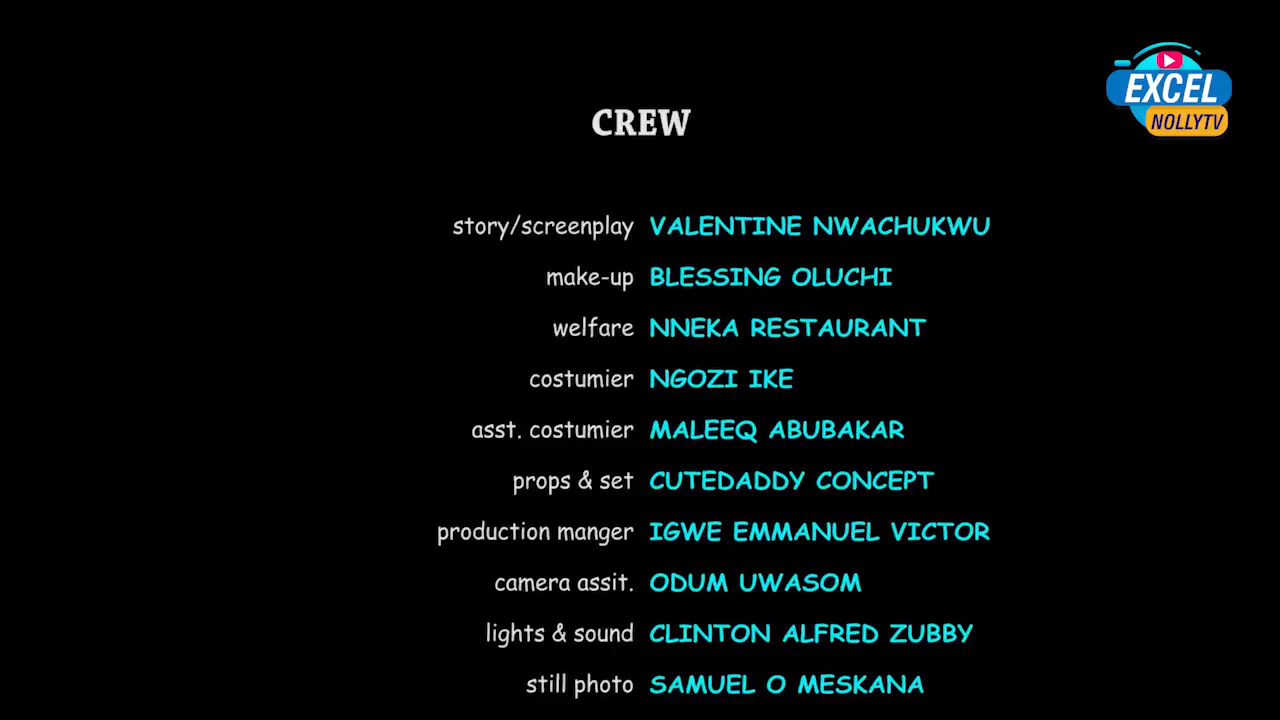 EXCEL
NOLLYTV
CREW
story/screenplay VALENTINE NWACHUKWU
make-up BLESSING OLUCHI
welfare NNEKA RESTAURANT
costumier NGOZI IKE
asst. costumier MALEEQ ABUBAKAR
props & set CUTEDADDY CONCEPT
production manger IGWE EMMANUEL VICTOR
camera assit. ODUM UWASOM
lights & sound CLINTON ALFRED ZUBBY
still photo SAMUEL O MESKANA